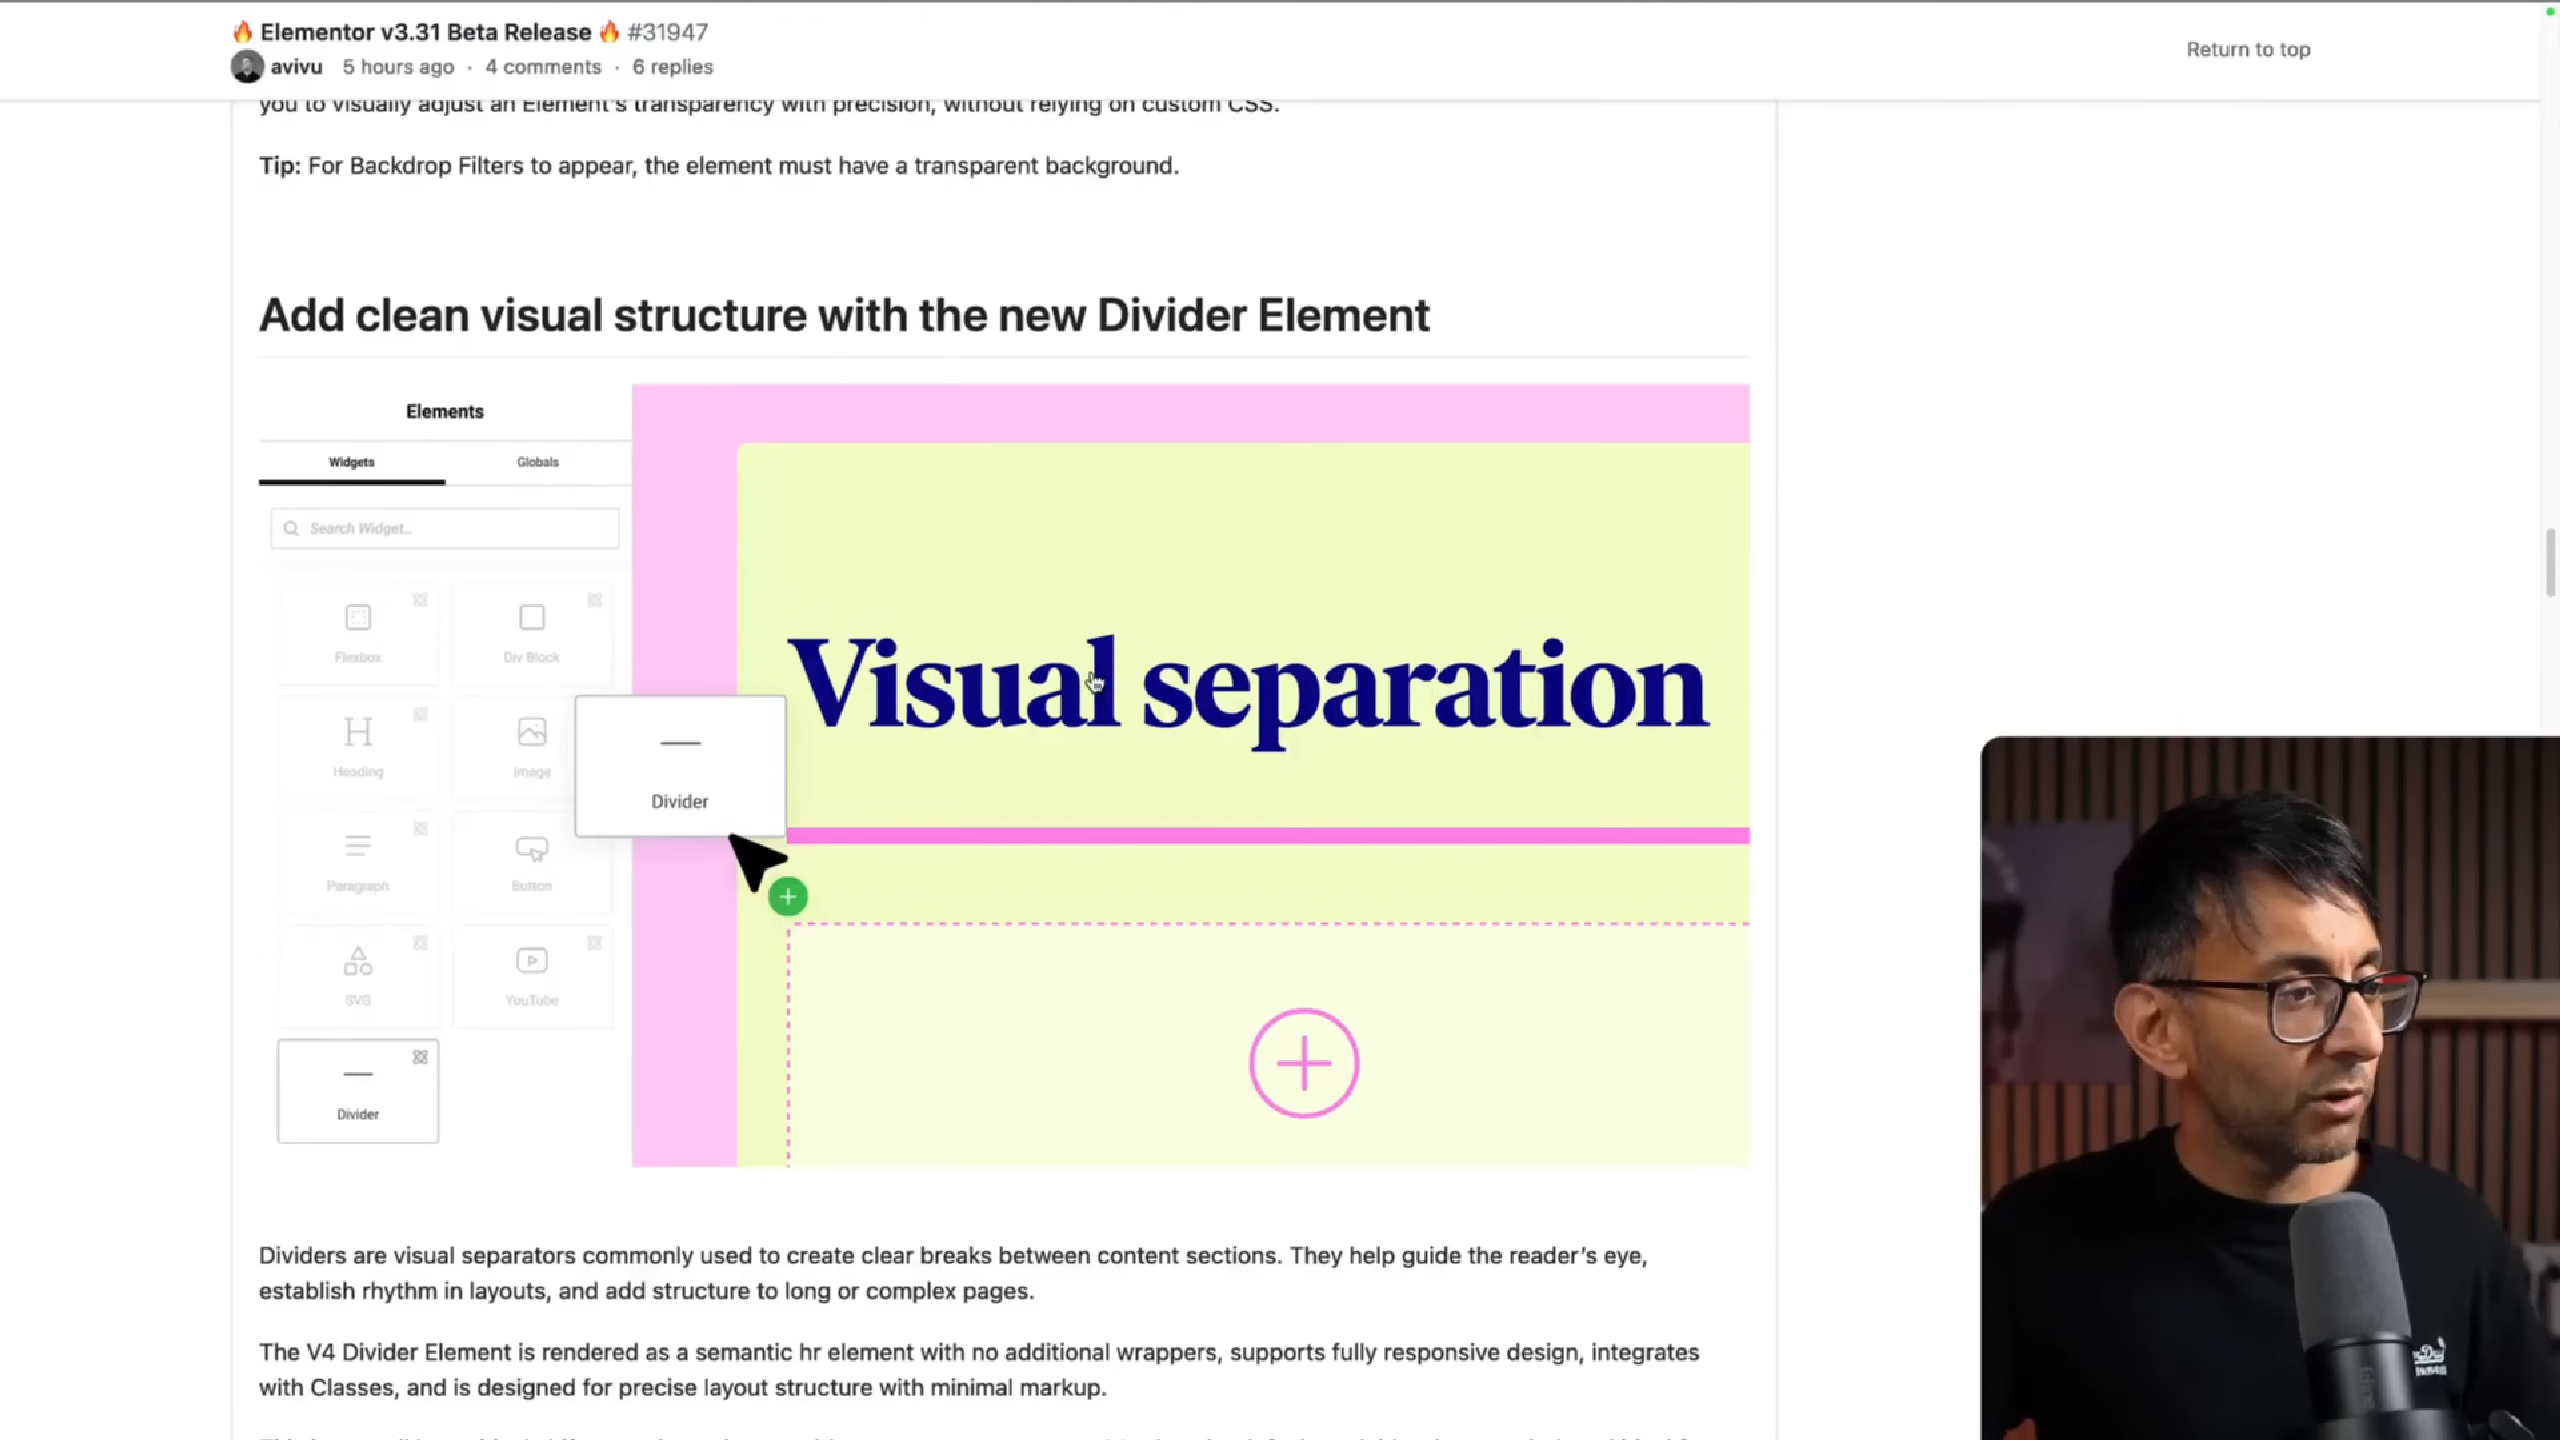 🔥 Elementor v3.31 Beta Release 🔥 #31947
Return to top
avivu 5 hours ago · 4 comments · 6 replies
you to visually adjust an Element's transparency with precision, without relying on custom CSS.
Tip: For Backdrop Filters to appear, the element must have a transparent background.
Add clean visual structure with the new Divider Element
Elements
Widgets Globals
Search Widget...
Flexbox Div Block
Visual separation
Heading Image
Divider
Paragraph Button
SVG YouTube
Divider
Dividers are visual separators commonly used to create clear breaks between content sections. They help guide the reader's eye,
establish rhythm in layouts, and add structure to long or complex pages.
The V4 Divider Element is rendered as a semantic hr element with no additional wrappers, supports fully responsive design, integrates
with Classes, and is designed for precise layout structure with minimal markup.